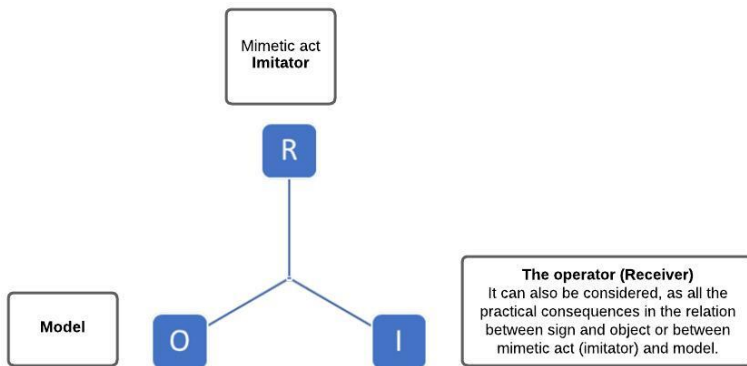 Mimetic act
Imitator
R
Model
O
I
The operator (Receiver)
It can also be considered, as all the
practical consequences in the relation
between sign and object or between
mimetic act (imitator) and model.